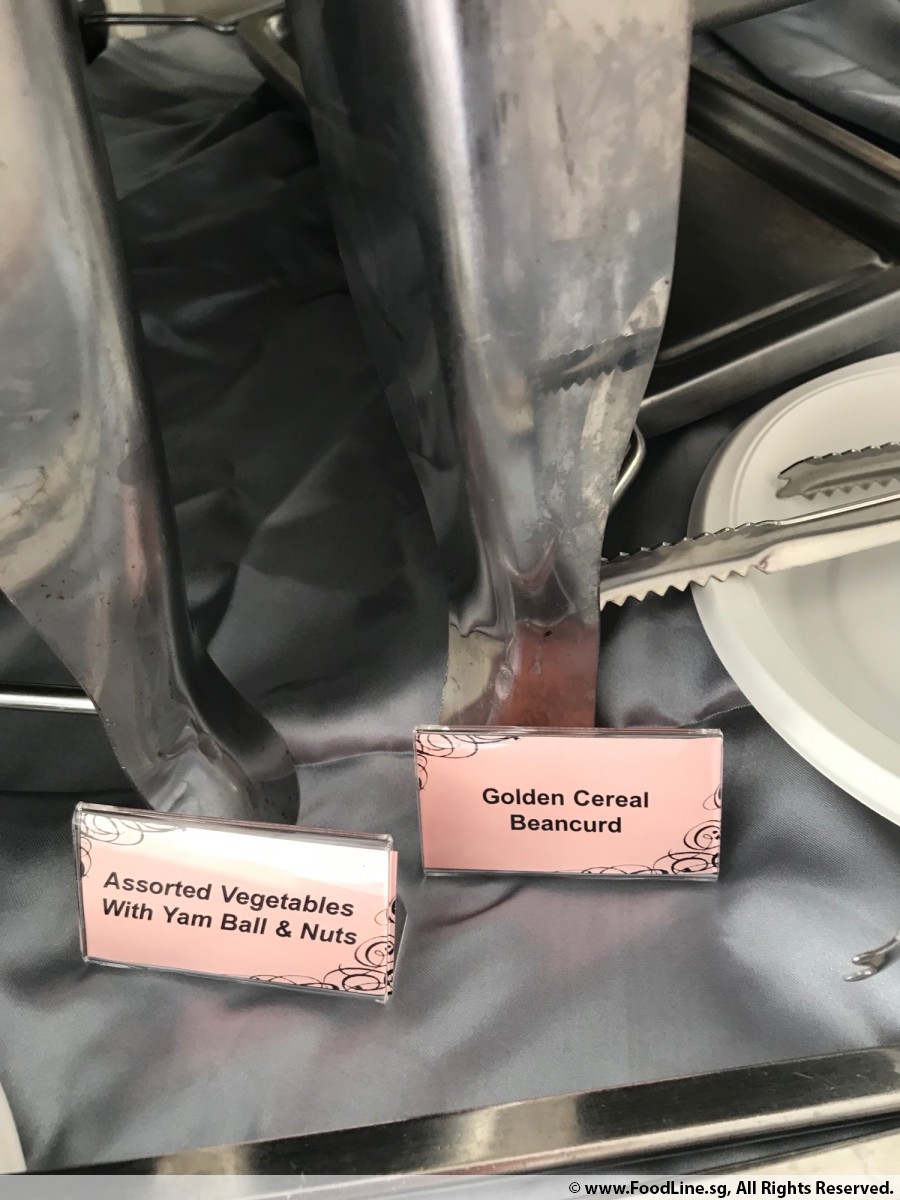 Golden Cereal
Beancurd
Assorted Vegetables
With Yam Ball & Nuts
© www.FoodLine.sg, All Rights Reserved.